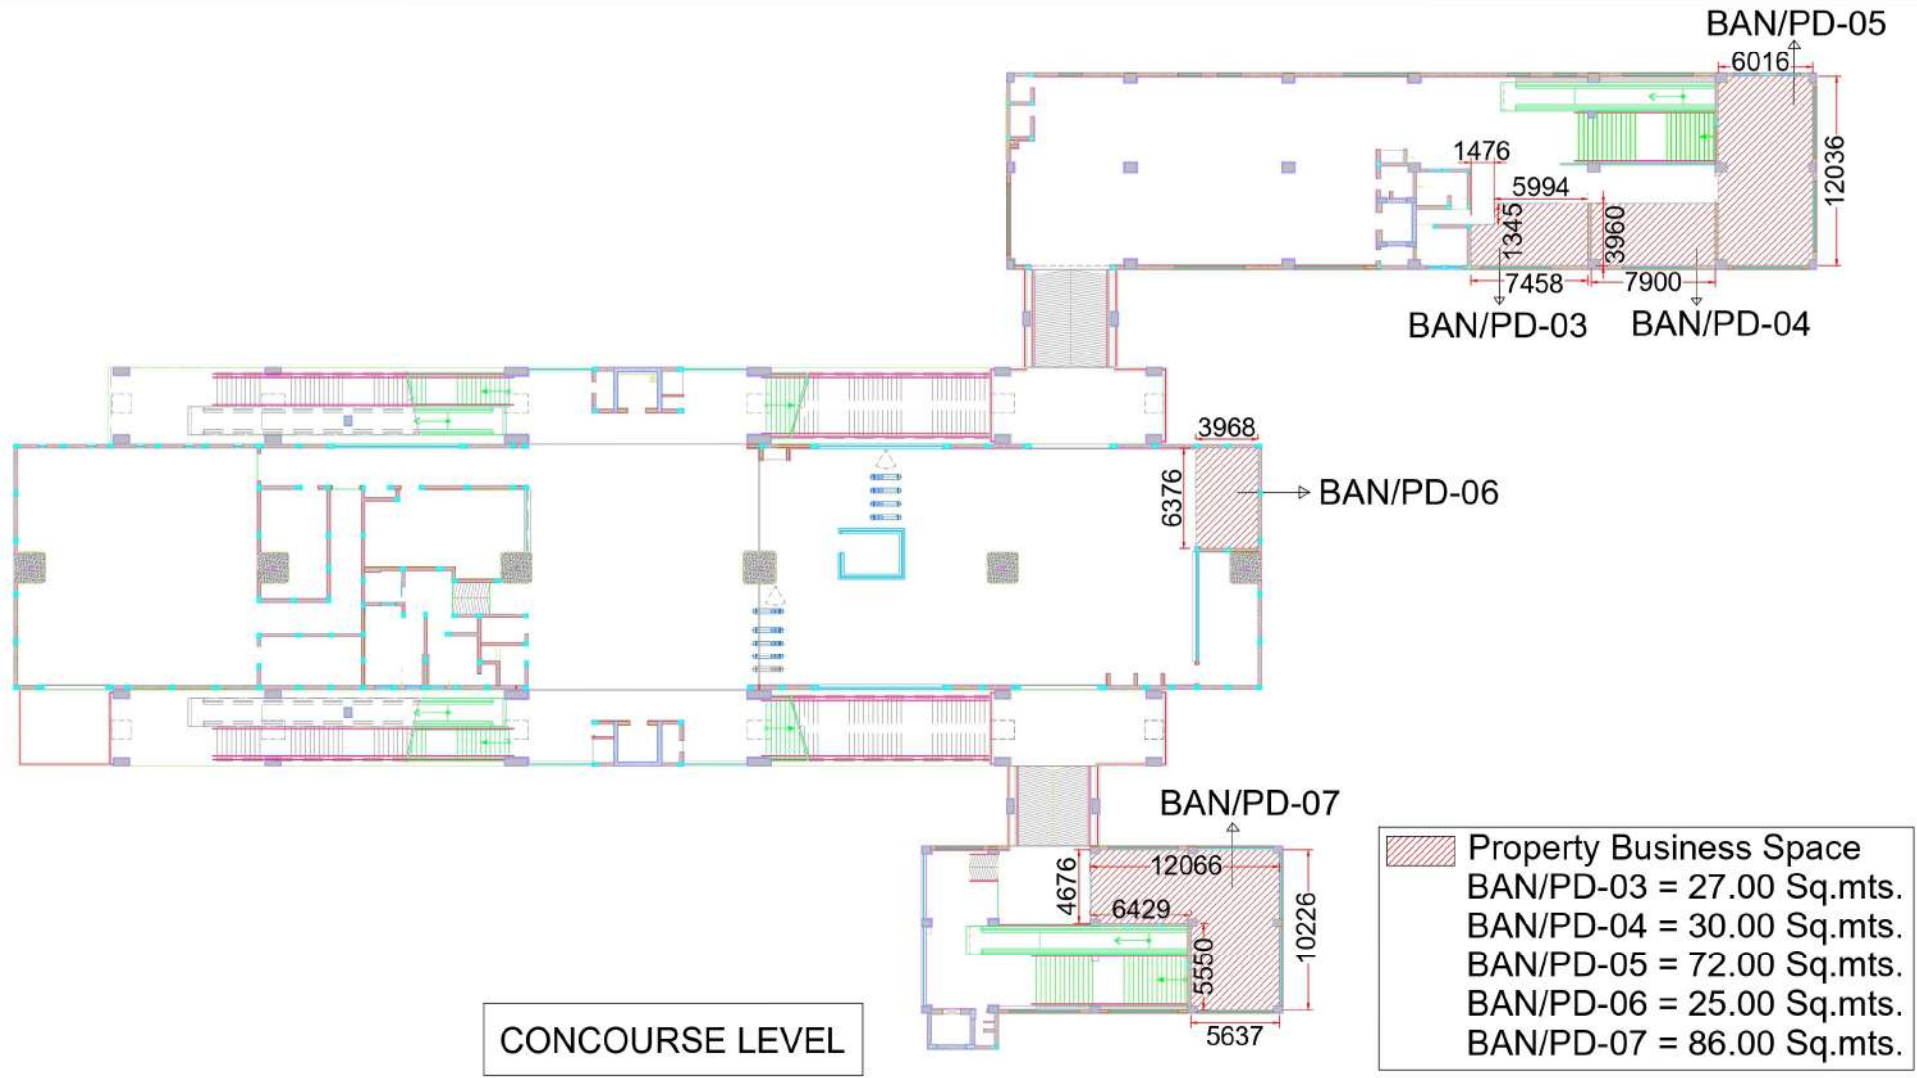 BAN/PD-05
6016
12036
1476
5994
1345
3960
7458
7900
BAN/PD-03
BAN/PD-04
3968
6376
BAN/PD-06
BAN/PD-07
12066
4676
6429
10226
5550
5637
CONCOURSE LEVEL
Property Business Space
BAN/PD-03 = 27.00 Sq.mts.
BAN/PD-04 = 30.00 Sq.mts.
BAN/PD-05 = 72.00 Sq.mts.
BAN/PD-06 = 25.00 Sq.mts.
BAN/PD-07 = 86.00 Sq.mts.